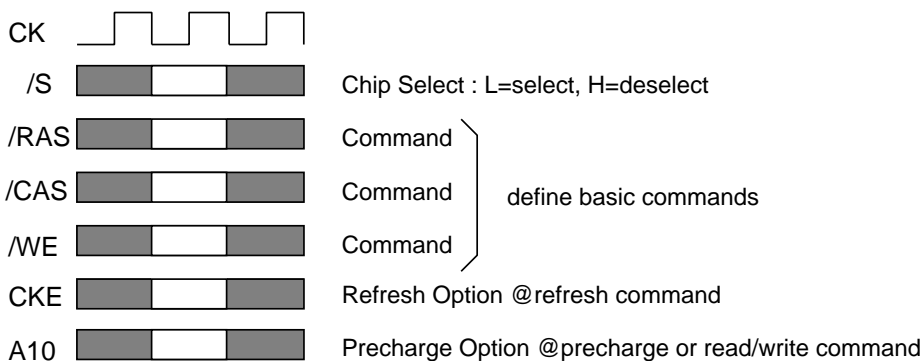 CK
/S Chip Select : L=select, H=deselect
/RAS Command
/CAS Command define basic commands
/WE Command
CKE Refresh Option @refresh command
A10 Precharge Option @precharge or read/write command